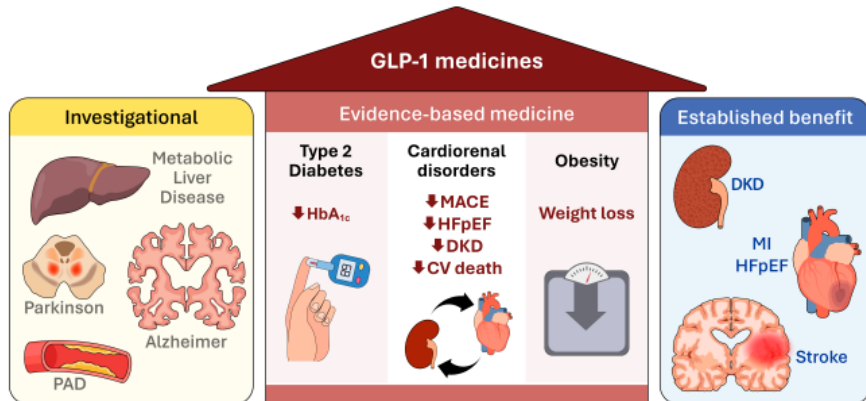 GLP-1 medicines
Investigational
Metabolic
Liver
Disease
Parkinson
Alzheimer
PAD
Evidence-based medicine
Type 2
Diabetes
⬇HbA₁c
Cardiorenal
disorders
⬇MACE
⬇HFpEF
⬇DKD
⬇CV death
Obesity
Weight loss
Established benefit
DKD
MI
HFpEF
Stroke